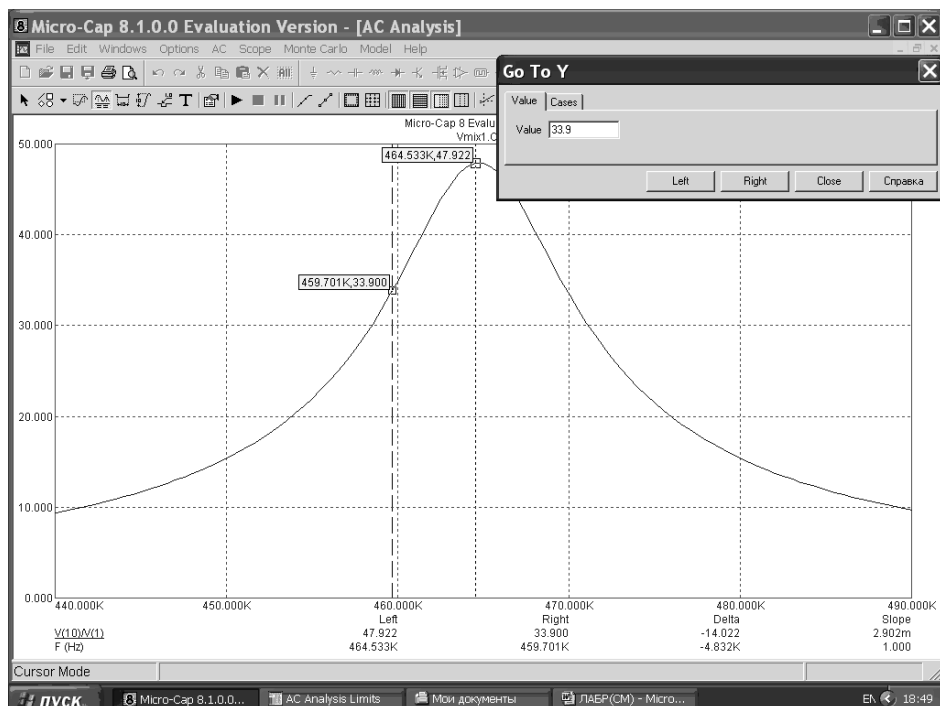 Micro-Cap 8.1.0.0 Evaluation Version - [AC Analysis]
File Edit Windows Options AC Scope Monte Carlo Model Help
Go To Y
Value Cases
Value 33.9
Left Right Close Справка
Micro-Cap 8 Evalu
Vmix1.C
50.000
464.533K,47.922
40.000
459.701K,33.900
30.000
20.000
10.000
0.000
440.000K 450.000K 460.000K 470.000K 480.000K 490.000K
Left Right Delta Slope
V(10)/V(1) 47.922 33.900 -14.022 2.902m
F (Hz) 464.533K 459.701K -4.832K 1.000
Cursor Mode
пуск Micro-Cap 8.1.0.0... AC Analysis Limits Мои документы ЛАБР(СМ) - Micro... EN 18:49